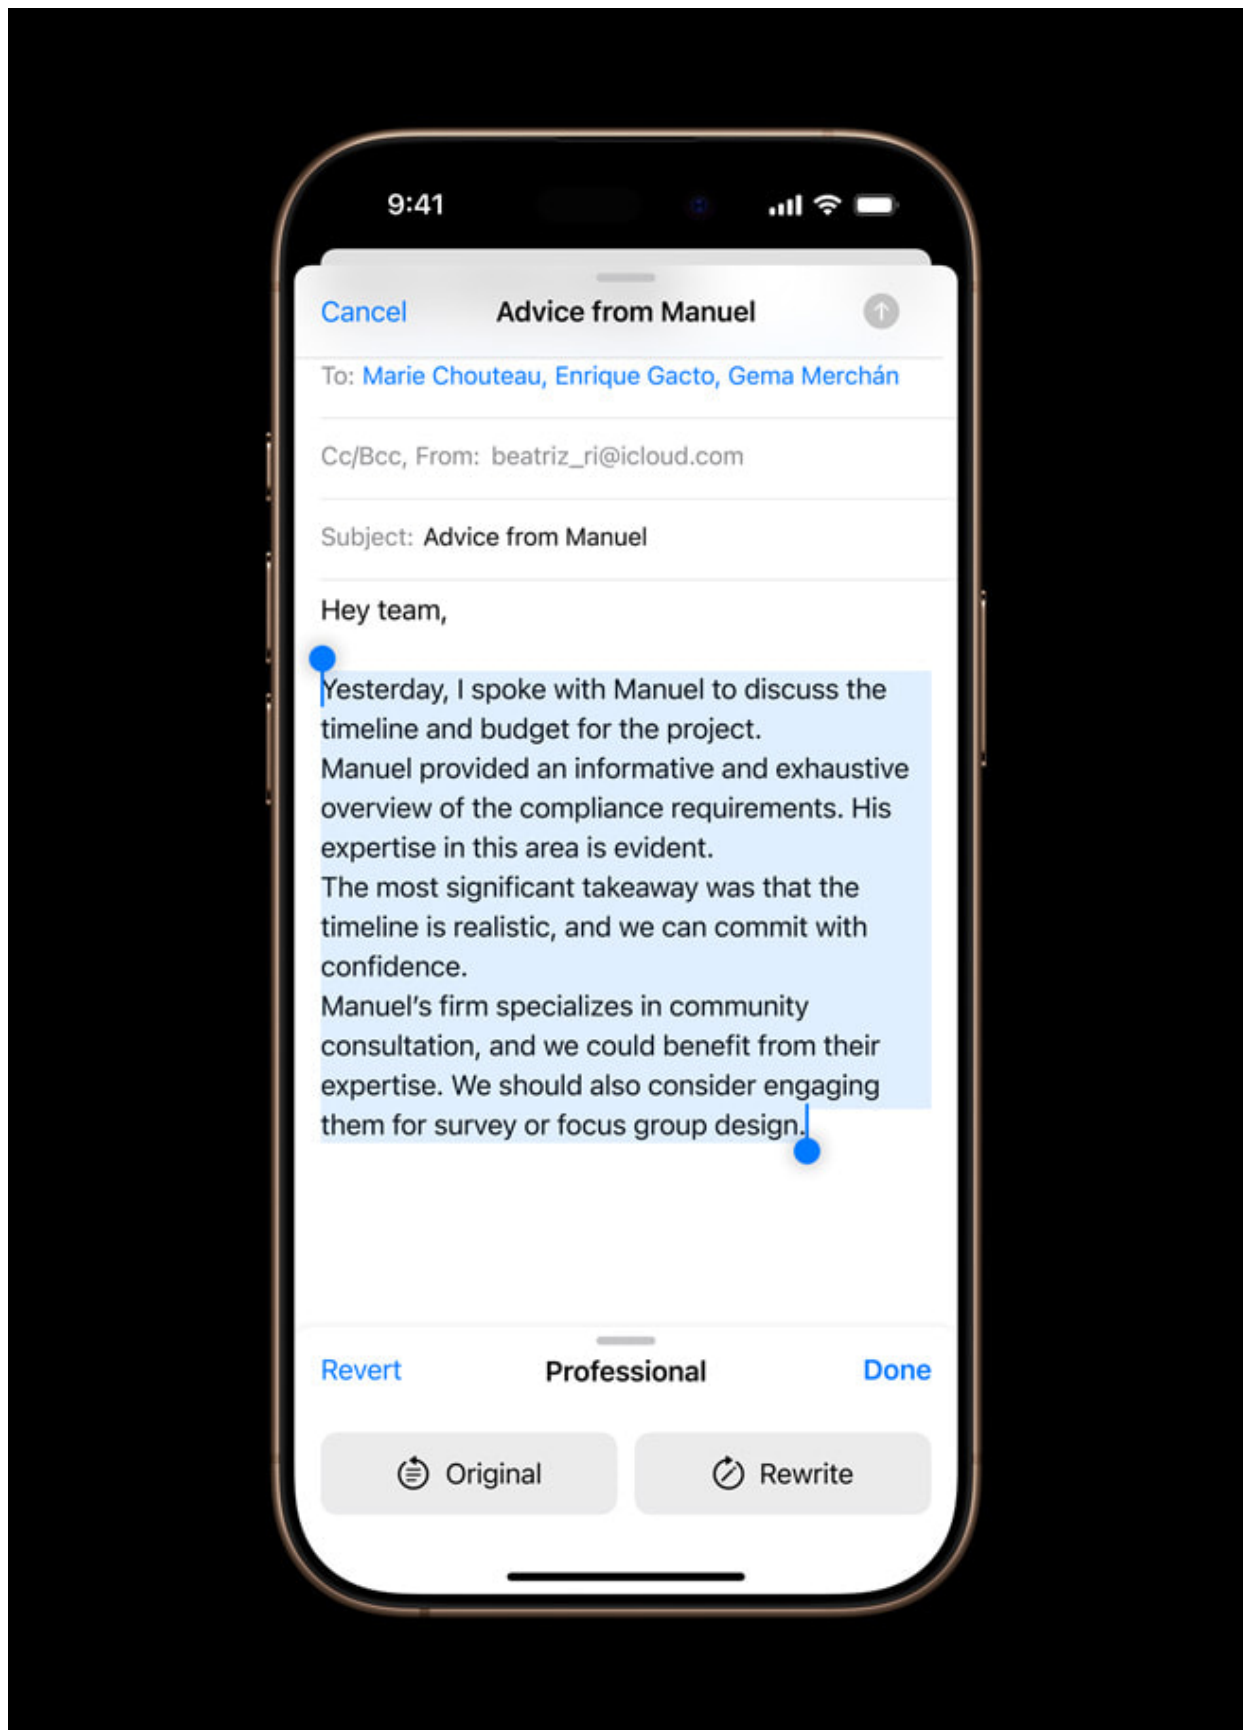 9:41
Cancel
Advice from Manuel
To: Marie Chouteau, Enrique Gacto, Gema Merchán
Cc/Bcc, From: beatriz_ri@icloud.com
Subject: Advice from Manuel
Hey team,
Yesterday, I spoke with Manuel to discuss the
timeline and budget for the project.
Manuel provided an informative and exhaustive
overview of the compliance requirements. His
expertise in this area is evident.
The most significant takeaway was that the
timeline is realistic, and we can commit with
confidence.
Manuel’s firm specializes in community
consultation, and we could benefit from their
expertise. We should also consider engaging
them for survey or focus group design.
Revert
Professional
Done
Original
Rewrite